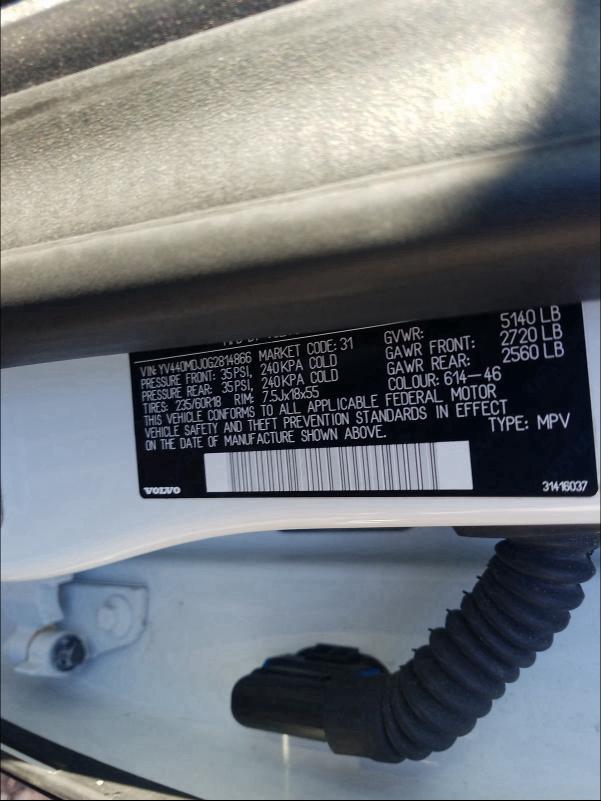 VIN: YV440MDJ0G2814866 MARKET CODE: 31
PRESSURE FRONT: 35PSI, 240KPA COLD
PRESSURE REAR: 35PSI, 240KPA COLD
TIRES: 235/60R18 RIM: 7.5Jx18x55
THIS VEHICLE CONFORMS TO ALL APPLICABLE FEDERAL MOTOR
VEHICLE SAFETY AND THEFT PREVENTION STANDARDS IN EFFECT
ON THE DATE OF MANUFACTURE SHOWN ABOVE.
GVWR: 5140 LB
GAWR FRONT: 2720 LB
GAWR REAR: 2560 LB
COLOUR: 614-46
TYPE: MPV
VOLVO
31416037